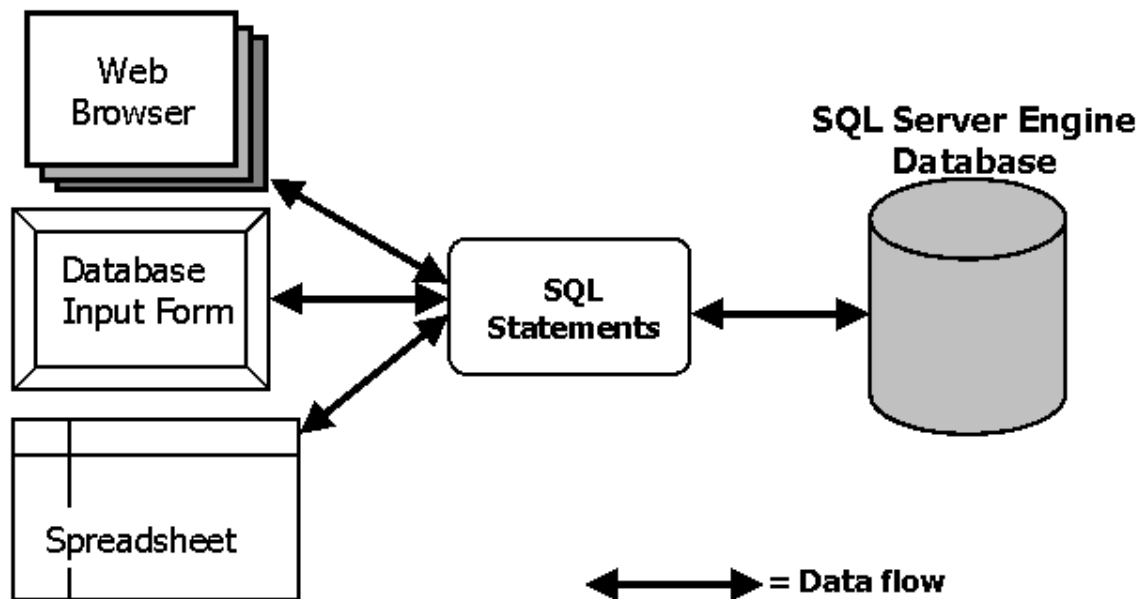 Web
Browser
SQL Server Engine
Database
Database
Input Form
SQL
Statements
Spreadsheet
= Data flow